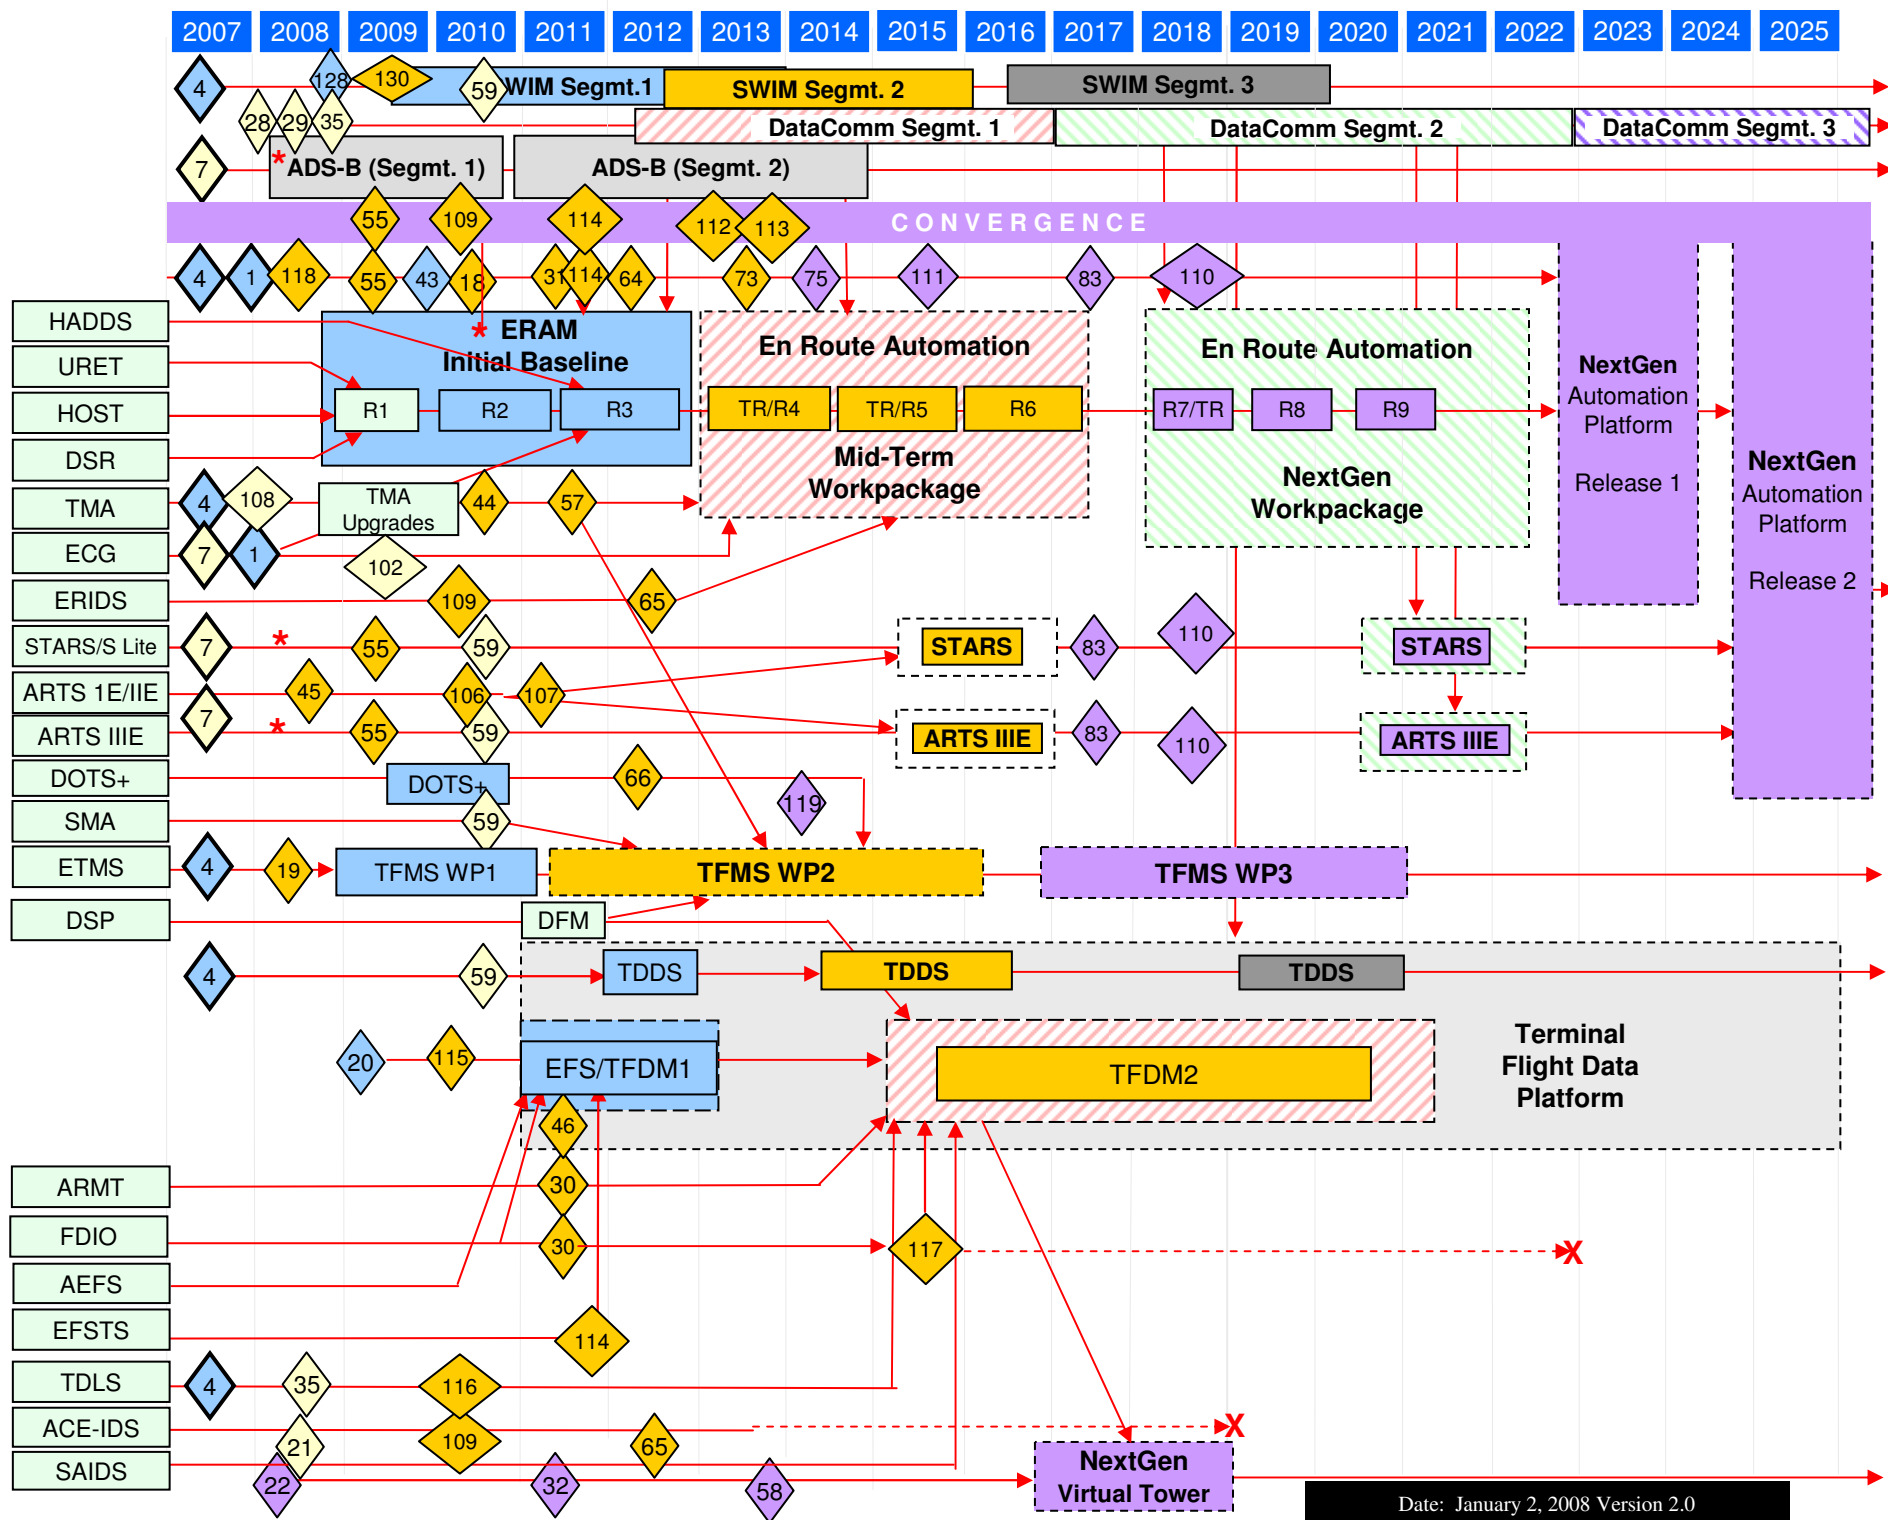 2007 2008 2009 2010 2011 2012 2013 2014 2015 2016 2017 2018 2019 2020 2021 2022 2023 2024 2025
4 128 130 59 WIM Segmt.1 SWIM Segmt. 2 SWIM Segmt. 3
28 29 35 DataComm Segmt. 1 DataComm Segmt. 2 DataComm Segmt. 3
7 * ADS-B (Segmt. 1) ADS-B (Segmt. 2)
55 109 114 112 113 CONVERGENCE
4 1 118 55 43 18 31 114 64 73 75 111 83 110
HADDS
* ERAM
Initial Baseline
En Route Automation
En Route Automation
URET
HOST
R1 R2 R3 TR/R4 TR/R5 R6 R7/TR R8 R9
NextGen
Automation
Platform
Release 1
DSR
Mid-Term
Workpackage
NextGen
Workpackage
NextGen
Automation
Platform
Release 2
TMA 4 108 TMA
Upgrades
44 57
ECG 7 1 102
ERIDS 109 65
STARS/S Lite 7 * 55 59 STARS 83 110 STARS
ARTS 1E/IIE 45 106 107
ARTS IIIE 7 * 55 59 ARTS IIIE 83 110 ARTS IIIE
DOTS+ DOTS+ 66 119
SMA 59
ETMS 4 19 TFMS WP1 TFMS WP2 TFMS WP3
DSP DFM
4 59 TDDS TDDS TDDS
20 115 EFS/TFDM1 TFDM2
Terminal
Flight Data
Platform
46
ARMT 30
FDIO 30 117 X
AEFS
EFSTS 114
TDLS 4 35 116
ACE-IDS 21 109 65 X
SAIDS 22 32 58
NextGen
Virtual Tower
Date: January 2, 2008 Version 2.0